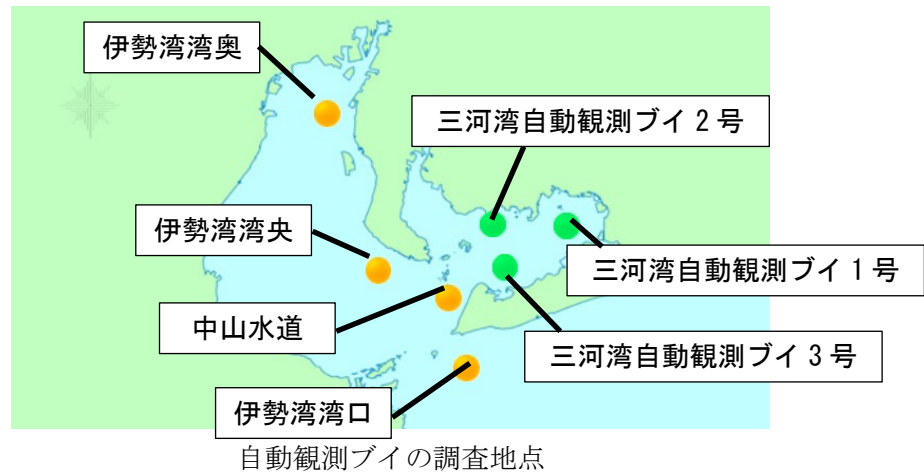 伊勢湾湾奥
三河湾自動観測ブイ2号
伊勢湾湾央
三河湾自動観測ブイ1号
中山水道
三河湾自動観測ブイ3号
伊勢湾湾口
自動観測ブイの調査地点